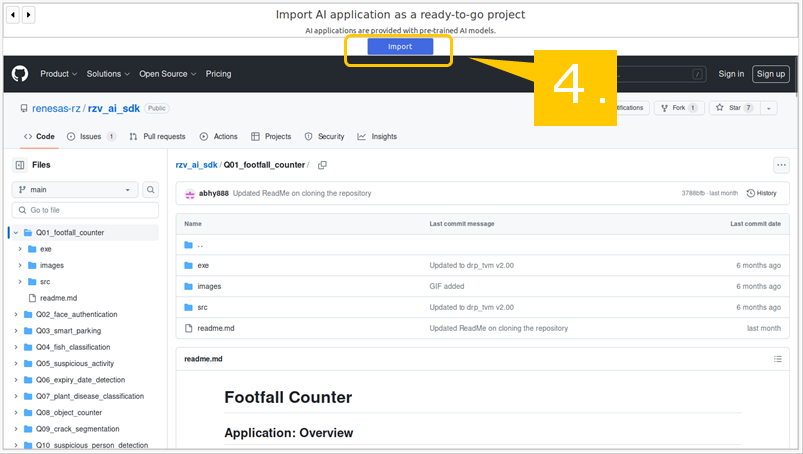 Import AI application as a ready-to-go project
AI applications are provided with pre-trained AI models.
Import
4.
Product Solutions Open Source Pricing / Sign in Sign up
renesas-rz / rzv_ai_sdk Public
Fork 1 Star 7
Code Issues 1 Pull requests Actions Projects Security Insights
Files
main
Go to file
Q01_footfall_counter
exe
images
src
readme.md
Q02_face_authentication
Q03_smart_parking
Q04_fish_classification
Q05_suspicious_activity
Q06_expiry_date_detection
Q07_plant_disease_classification
Q08_object_counter
Q09_crack_segmentation
Q10_suspicious_person_detection
rzv_ai_sdk / Q01_footfall_counter /
abhy888 Updated ReadMe on cloning the repository 3788bfb · last month History
Name Last commit message Last commit date
..
exe Updated to drp_tvm v2.00 6 months ago
images GIF added 6 months ago
src Updated to drp_tvm v2.00 6 months ago
readme.md Updated ReadMe on cloning the repository last month
readme.md
Footfall Counter
Application: Overview